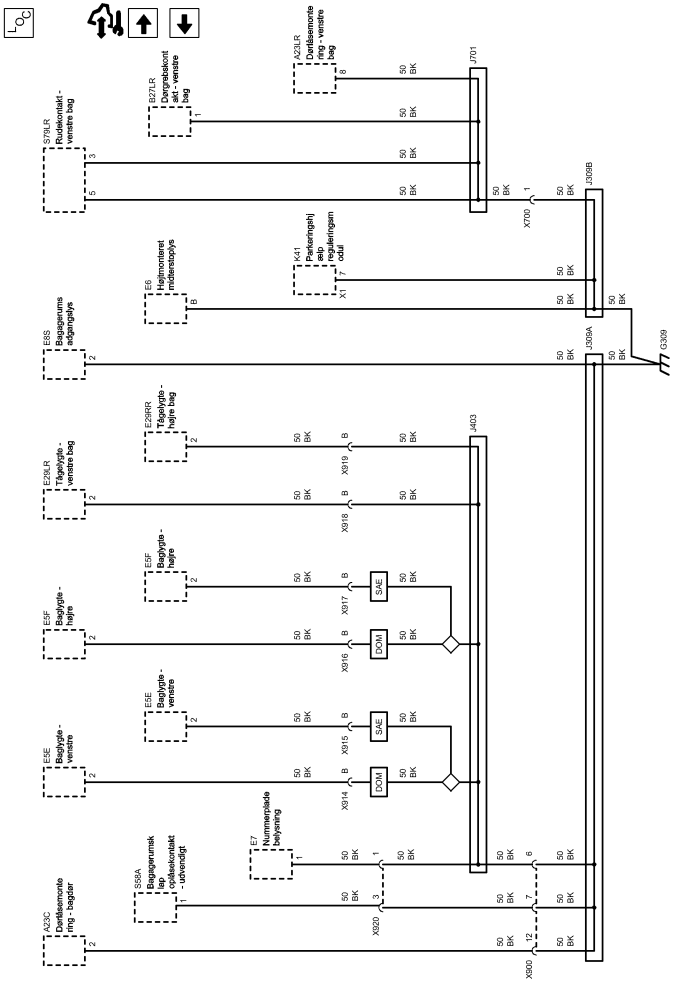 LOC
A23C
Dørlåsemonte
ring - bagdør
2
S58A
Bagagerumsk
lap
oplåsekontakt
- udvendigt
1
E7
Nummerplade
belysning
1
E5E
Baglygte -
venstre
2
E5E
Baglygte -
venstre
2
E5F
Baglygte -
højre
2
E5F
Baglygte -
højre
2
E29LR
Tågelygte -
venstre bag
2
E29RR
Tågelygte -
højre bag
2
E8S
Bagagerums
adgangslys
2
E6
Højtmonteret
midterstoplys
B
K41
Parkeringshj
ælp
reguleringsm
odul
7
X1
S79LR
Rudekontakt -
venstre bag
5
3
B27LR
Dørgrebskont
akt - venstre
bag
1
A23LR
Dørlåsemonte
ring - venstre
bag
8
50
BK
50
BK
50
BK
50
BK
50
BK
50
BK
50
BK
50
BK
X914
B
X915
B
X916
B
X917
B
X918
B
X919
B
DOM
SAE
DOM
SAE
50
BK
50
BK
50
BK
50
BK
50
BK
50
BK
50
BK
50
BK
50
BK
50
BK
X920
3
1
50
BK
J403
J701
50
BK
50
BK
50
BK
X900
12
7
6
50
BK
50
BK
50
BK
50
BK
50
BK
50
BK
50
BK
X700
1
50
BK
J309A
J309B
50
BK
50
BK
G309